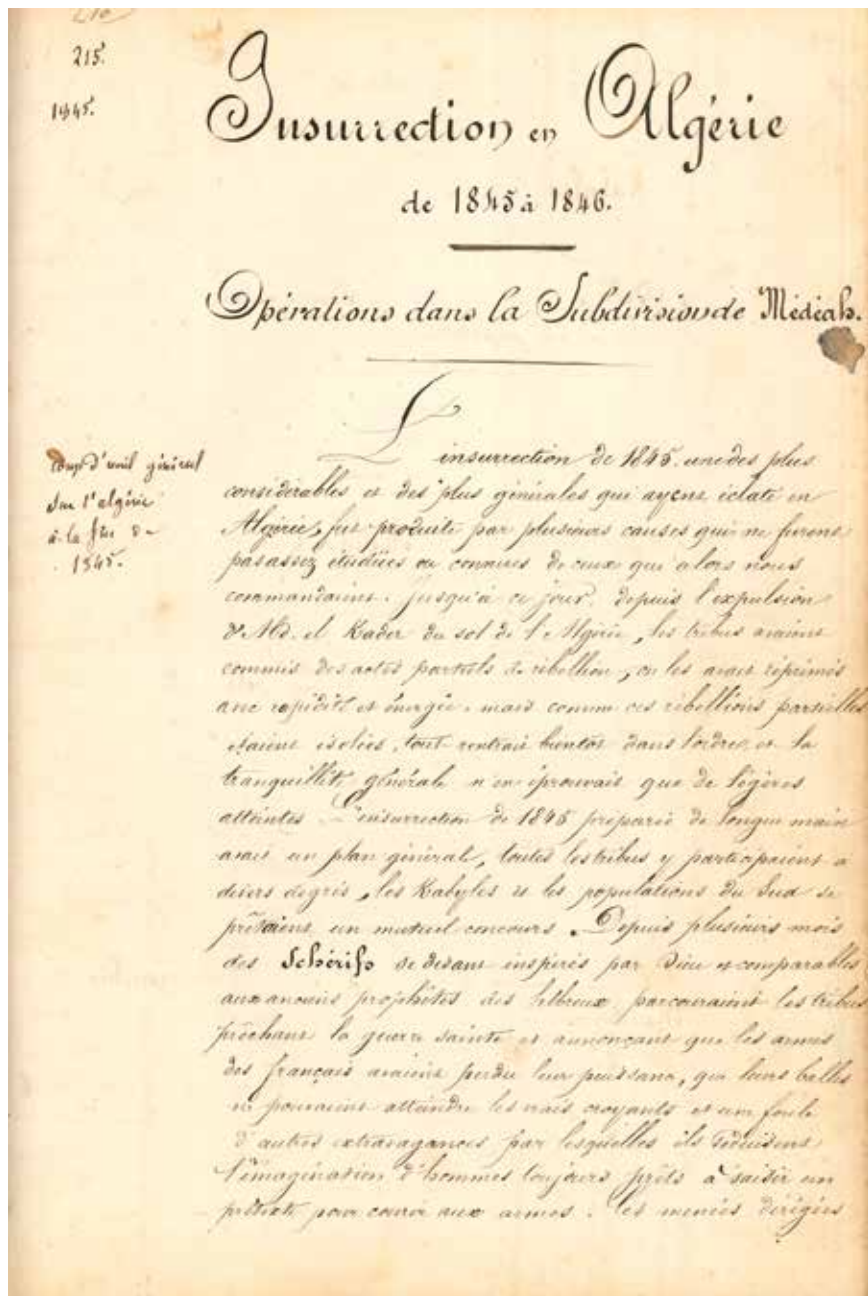 215.
1845.
Insurrection en Algérie
de 1845 à 1846.
Opérations dans la Subdivision de Médéah.
Coup d'œil général
sur l'algérie
à la fin de
1845.
L'insurrection de 1845. une des plus
considérables et des plus générales qui ayent éclaté en
Algérie, fut produite par plusieurs causes qui ne furent
pas assez étudiées ou connues de ceux qui alors nous
commandaient. Jusqu'à ce jour, depuis l'expulsion
d'Abd. el Kader du sol de l'Algérie, les tribus avaient
commis des actes partiels de rébellion, on les avait réprimés
avec rapidité et énergie. mais comme ces rébellions partielles
étaient isolées, tout rentrait bientôt dans l'ordre, et la
tranquillité générale n'en éprouvait que de légères
atteintes. L'insurrection de 1845 préparée de longue main
avait un plan général, toutes les tribus y participaient à
divers degrés, les Kabyles et les populations du Sud se
prêtaient un mutuel concours. Depuis plusieurs mois
des Schérifs se disant inspirés par Dieu et comparables
aux anciens prophètes des hébreux parcouraient les tribus
prêchant la guerre sainte et annonçant que les armes
des français avaient perdu leur puissance, que leurs balles
ne pouvaient atteindre les vrais croyants et une foule
d'autres extravagances par lesquelles ils séduisent
l'imagination d'hommes toujours prêts à saisir un
prétexte pour courir aux armes. les menées dirigées